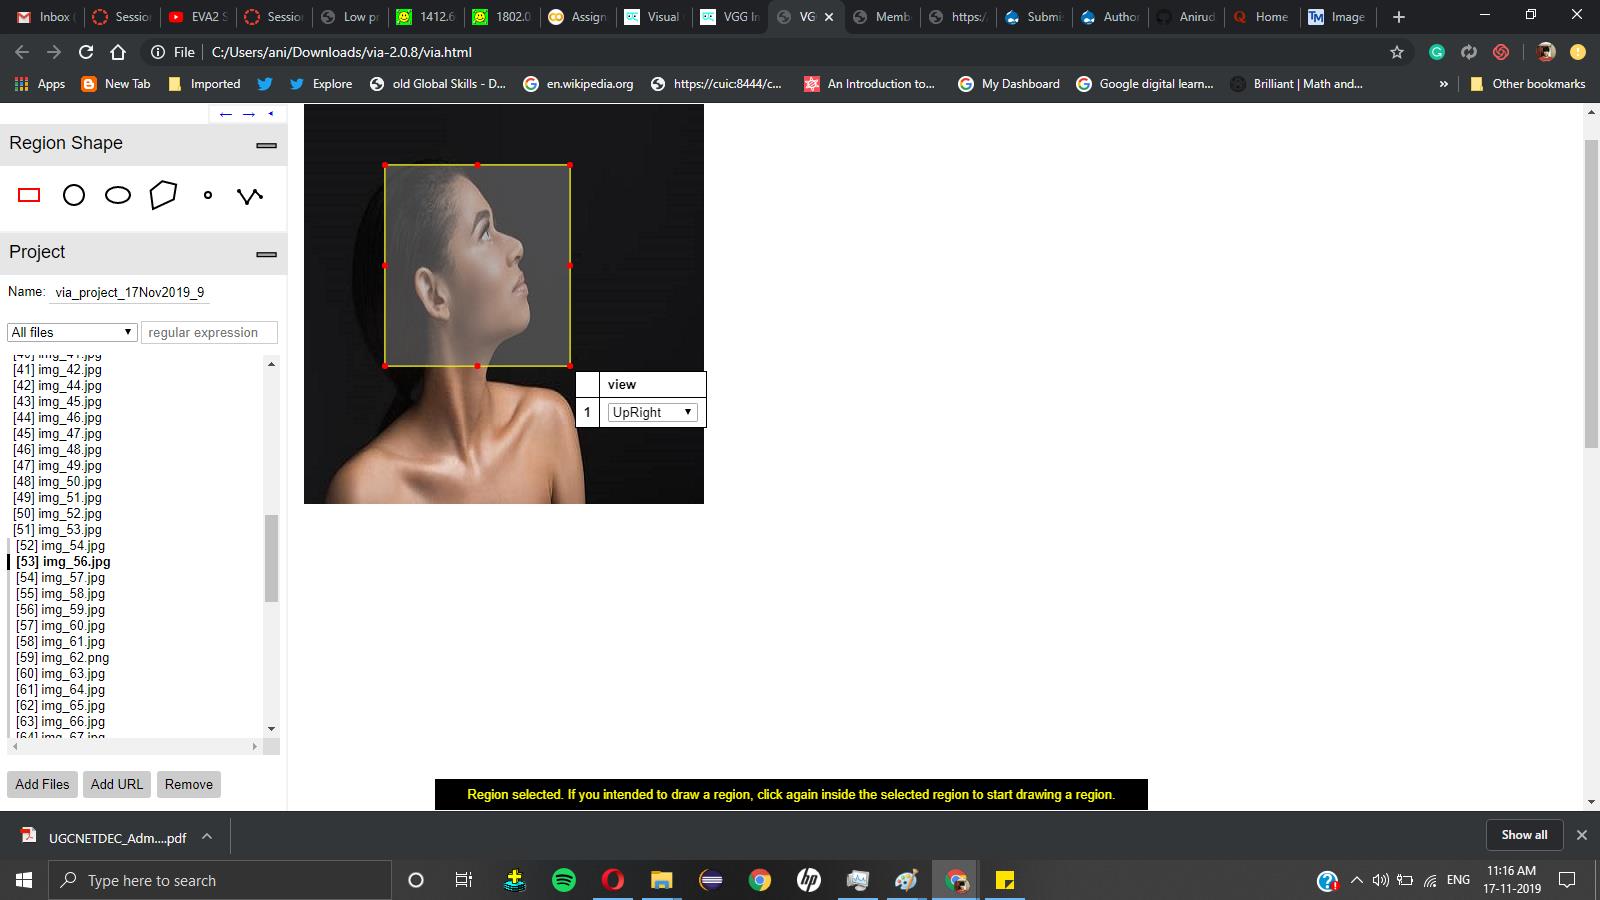 Inbox
Sessio
EVA2 S
Sessio
Low pr
1412.6
1802.0
Assign
Visual
VGG In
VG
Memb
https:/
Submi
Author
Anirud
Home
Image
File
C:/Users/ani/Downloads/via-2.0.8/via.html
Apps
New Tab
Imported
Explore
old Global Skills - D...
en.wikipedia.org
https://cuic:8444/c...
An Introduction to...
My Dashboard
Google digital learn...
Brilliant | Math and...
»
Other bookmarks
Region Shape
Project
Name: via_project_17Nov2019_9
All files regular expression
[40] img_41.jpg
[41] img_42.jpg
[42] img_44.jpg
[43] img_45.jpg
[44] img_46.jpg
[45] img_47.jpg
[46] img_48.jpg
[47] img_49.jpg
[48] img_50.jpg
[49] img_51.jpg
[50] img_52.jpg
[51] img_53.jpg
[52] img_54.jpg
[53] img_56.jpg
[54] img_57.jpg
[55] img_58.jpg
[56] img_59.jpg
[57] img_60.jpg
[58] img_61.jpg
[59] img_62.png
[60] img_63.jpg
[61] img_64.jpg
[62] img_65.jpg
[63] img_66.jpg
[64] img_67.jpg
Add Files Add URL Remove
view
1 UpRight
Region selected. If you intended to draw a region, click again inside the selected region to start drawing a region.
UGCNETDEC_Adm....pdf
Show all
Type here to search
ENG
11:16 AM
17-11-2019